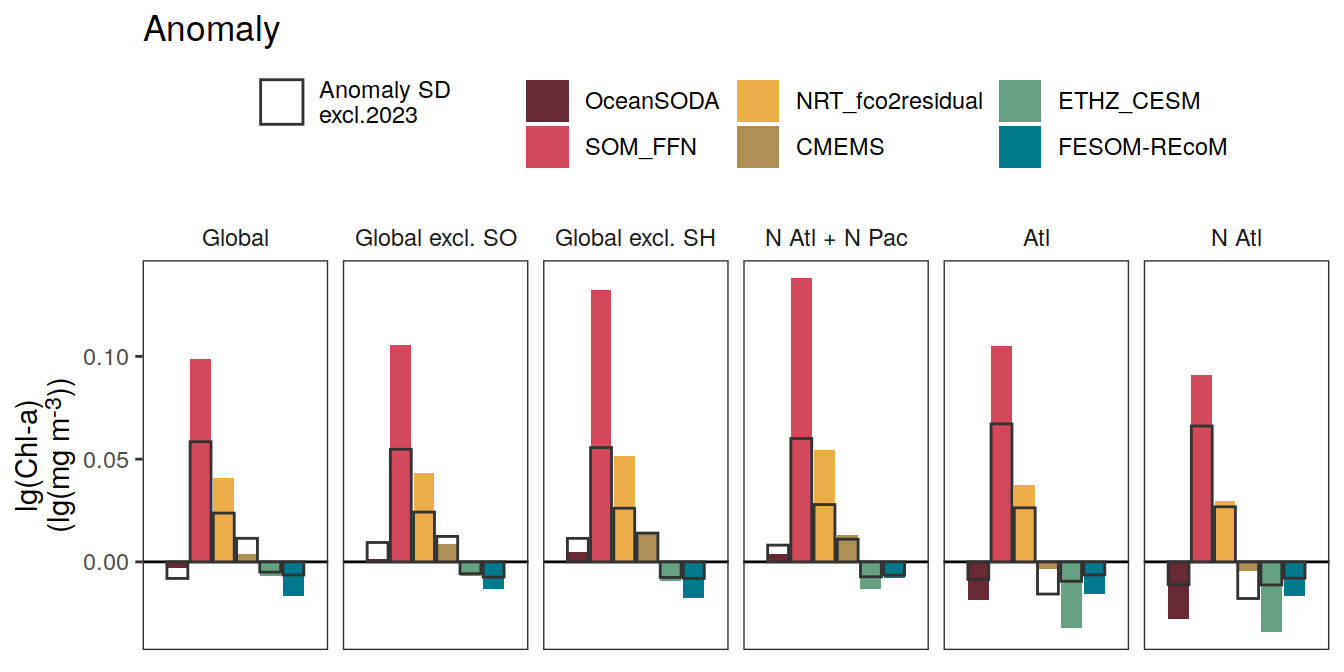 Anomaly
Anomaly SD
excl.2023
OceanSODA
NRT_fco2residual
ETHZ_CESM
SOM_FFN
CMEMS
FESOM-REcoM
Global
Global excl. SO
Global excl. SH
N Atl + N Pac
Atl
N Atl
lg(Chl-a)
(lg(mg m⁻³))
0.10
0.05
0.00